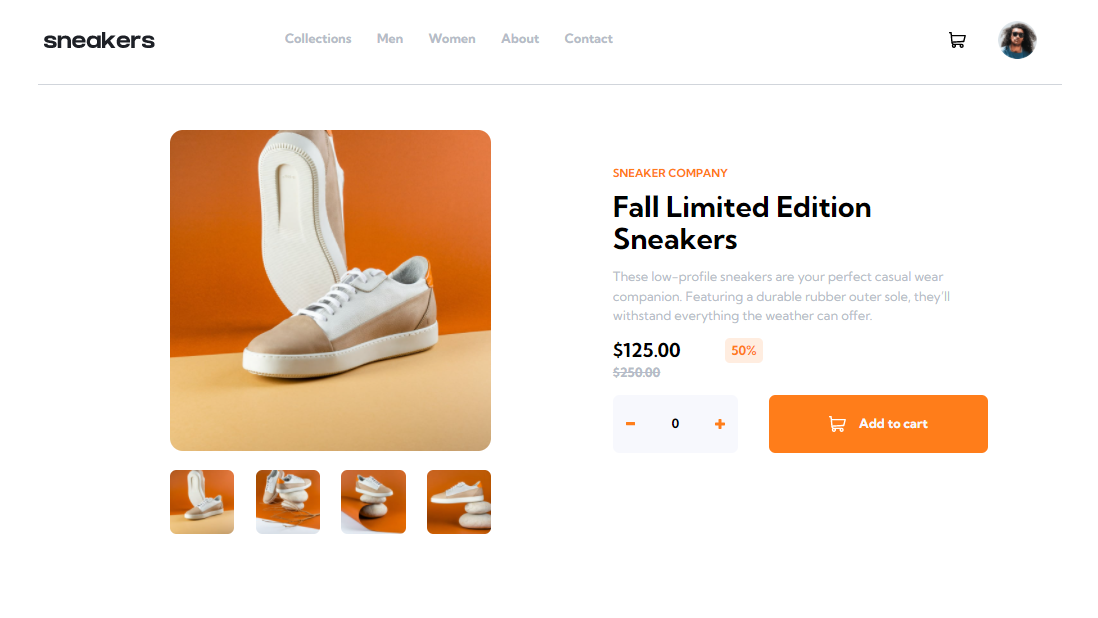 sneakers
Collections Men Women About Contact
SNEAKER COMPANY
Fall Limited Edition
Sneakers
These low-profile sneakers are your perfect casual wear
companion. Featuring a durable rubber outer sole, they'll
withstand everything the weather can offer.
$125.00 50%
$250.00
0
Add to cart